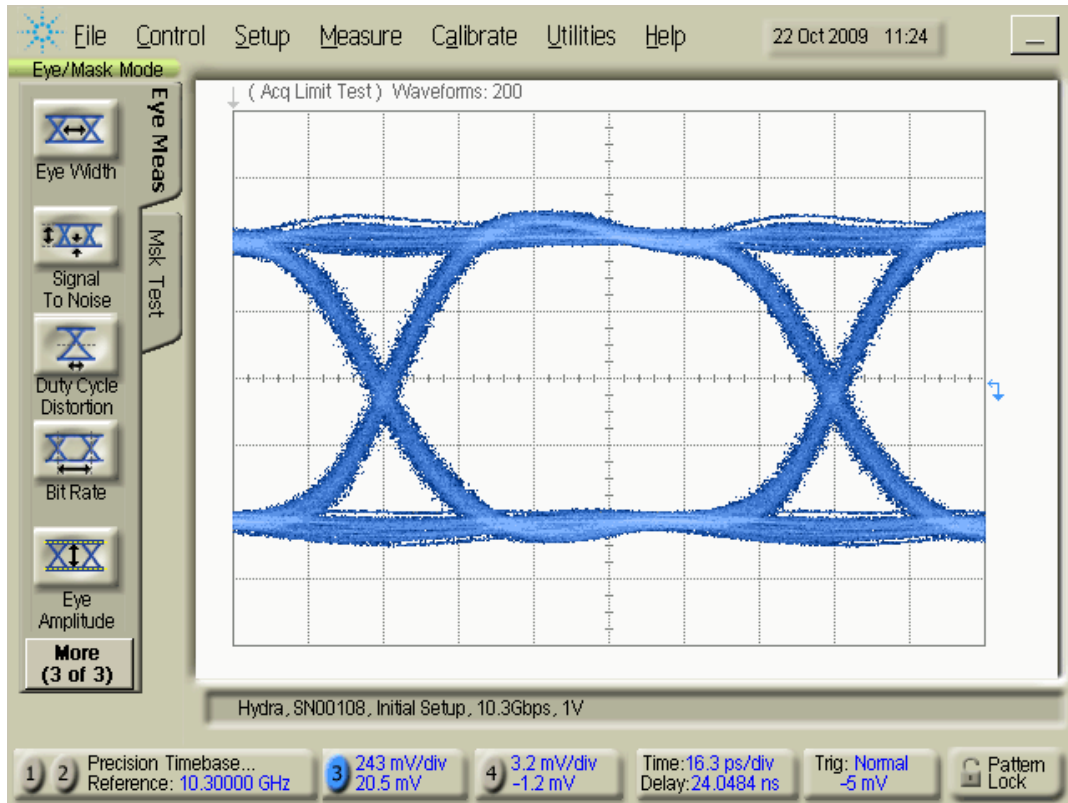 File Control Setup Measure Calibrate Utilities Help 22 Oct 2009 11:24
Eye/Mask Mode
( Acq Limit Test ) Waveforms: 200
Eye Meas
Msk Test
Eye Width
Signal
To Noise
Duty Cycle
Distortion
Bit Rate
Eye
Amplitude
More
(3 of 3)
Hydra, SN00108, Initial Setup, 10.3Gbps, 1V
1 2 Precision Timebase...
Reference: 10.30000 GHz
3 243 mV/div
20.5 mV
4 3.2 mV/div
-1.2 mV
Time:16.3 ps/div
Delay:24.0484 ns
Trig: Normal
-5 mV
Pattern
Lock